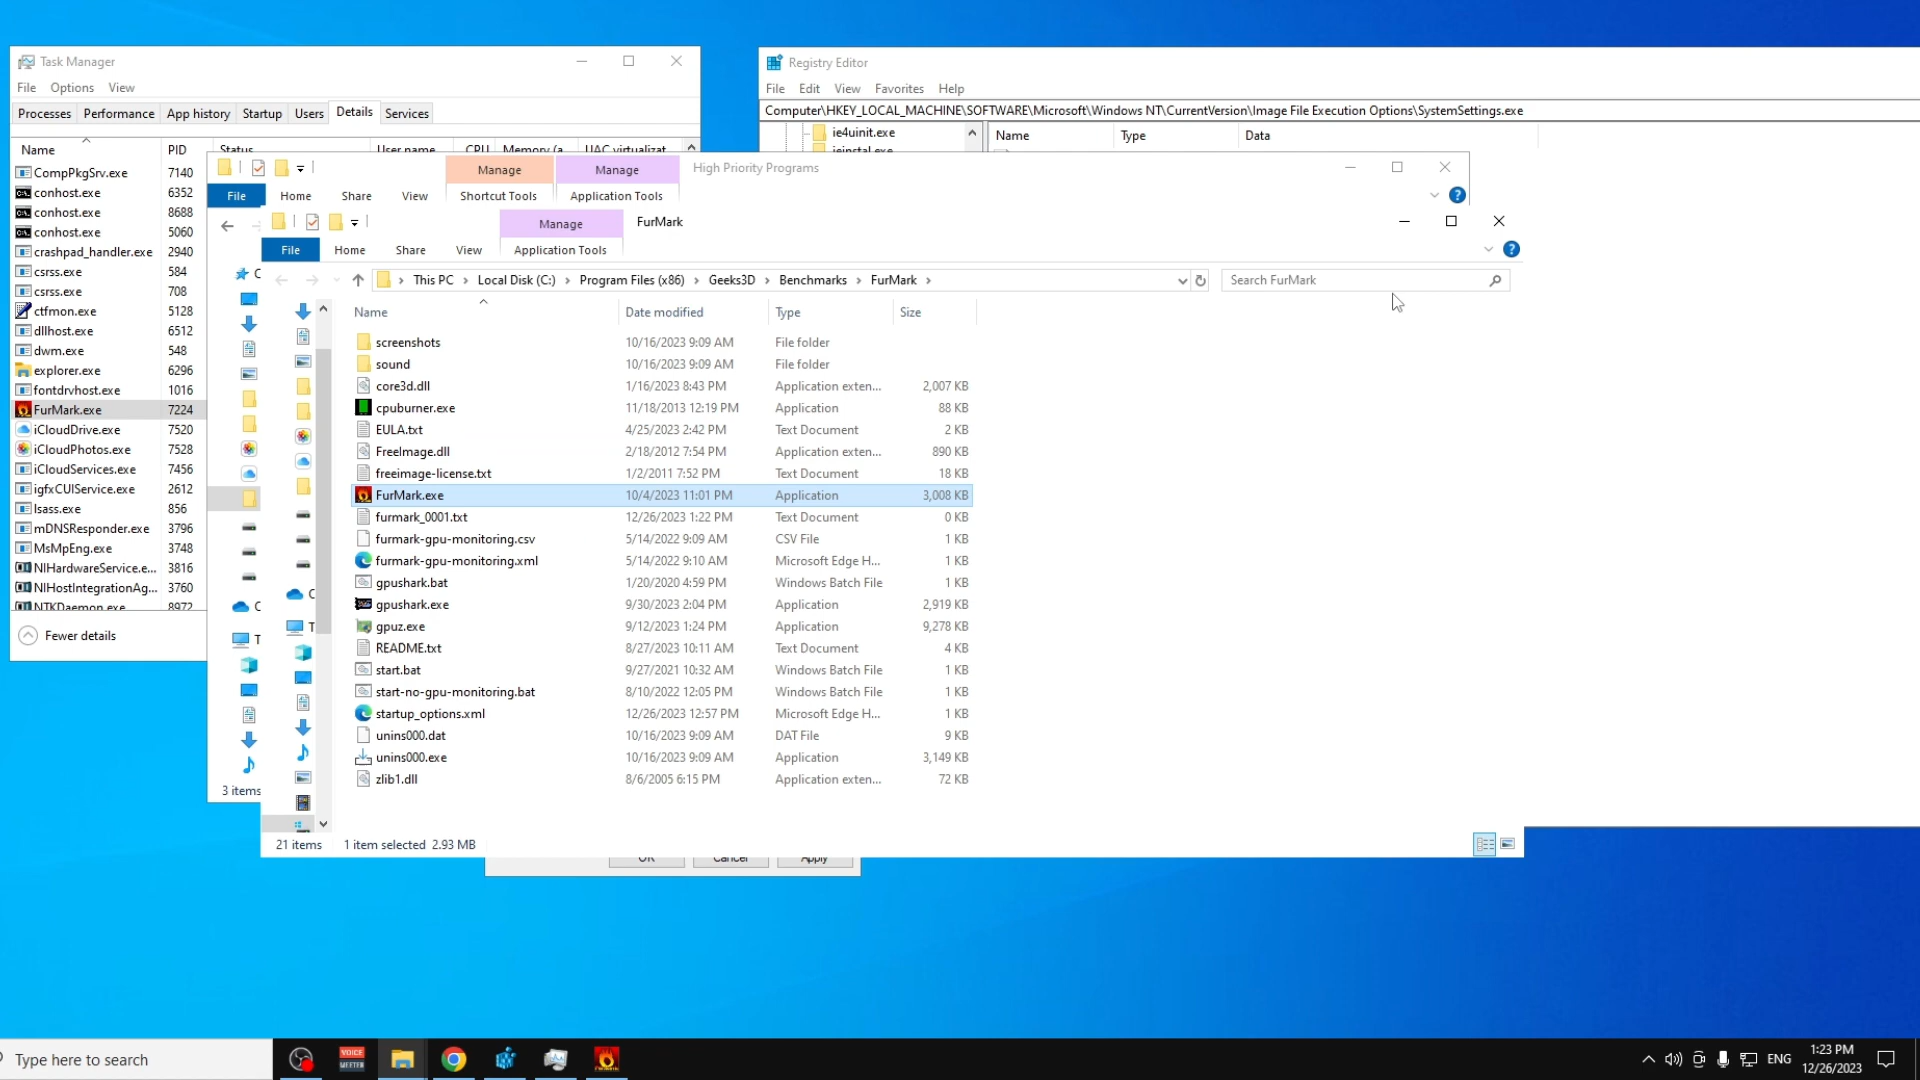 Task Manager
File Options View
Processes Performance App history Startup Users Details Services
Name PID Status User name CPU Memory (a... UAC virtualizat...
CompPkgSrv.exe 7140
conhost.exe 6352
conhost.exe 8688
conhost.exe 5060
crashpad_handler.exe 2940
csrss.exe 584
csrss.exe 708
ctfmon.exe 5128
dllhost.exe 6512
dwm.exe 548
explorer.exe 6296
fontdrvhost.exe 1016
FurMark.exe 7224
iCloudDrive.exe 7520
iCloudPhotos.exe 7528
iCloudServices.exe 7456
igfxCUIService.exe 2612
lsass.exe 856
mDNSResponder.exe 3796
MsMpEng.exe 3748
NIHardwareService.e... 3816
NIHostIntegrationAg... 3760
NTKDaemon.exe 8972
Fewer details
Registry Editor
File Edit View Favorites Help
Computer\HKEY_LOCAL_MACHINE\SOFTWARE\Microsoft\Windows NT\CurrentVersion\Image File Execution Options\SystemSettings.exe
ie4uinit.exe
ieinstal.exe
Name Type Data
Manage Manage High Priority Programs
File Home Share View Shortcut Tools Application Tools
3 items
Manage FurMark
File Home Share View Application Tools
This PC Local Disk (C:) Program Files (x86) Geeks3D Benchmarks FurMark
Search FurMark
Name Date modified Type Size
screenshots 10/16/2023 9:09 AM File folder
sound 10/16/2023 9:09 AM File folder
core3d.dll 1/16/2023 8:43 PM Application exten... 2,007 KB
cpuburner.exe 11/18/2013 12:19 PM Application 88 KB
EULA.txt 4/25/2023 2:42 PM Text Document 2 KB
FreeImage.dll 2/18/2012 7:54 PM Application exten... 890 KB
freeimage-license.txt 1/2/2011 7:52 PM Text Document 18 KB
FurMark.exe 10/4/2023 11:01 PM Application 3,008 KB
furmark_0001.txt 12/26/2023 1:22 PM Text Document 0 KB
furmark-gpu-monitoring.csv 5/14/2022 9:09 AM CSV File 1 KB
furmark-gpu-monitoring.xml 5/14/2022 9:10 AM Microsoft Edge H... 1 KB
gpushark.bat 1/20/2020 4:59 PM Windows Batch File 1 KB
gpushark.exe 9/30/2023 2:04 PM Application 2,919 KB
gpuz.exe 9/12/2023 1:24 PM Application 9,278 KB
README.txt 8/27/2023 10:11 AM Text Document 4 KB
start.bat 9/27/2021 10:32 AM Windows Batch File 1 KB
start-no-gpu-monitoring.bat 8/10/2022 12:05 PM Windows Batch File 1 KB
startup_options.xml 12/26/2023 12:57 PM Microsoft Edge H... 1 KB
unins000.dat 10/16/2023 9:09 AM DAT File 9 KB
unins000.exe 10/16/2023 9:09 AM Application 3,149 KB
zlib1.dll 8/6/2005 6:15 PM Application exten... 72 KB
21 items 1 item selected 2.93 MB
OK Cancel Apply
Type here to search
VOICE
MEETER
ENG
1:23 PM
12/26/2023